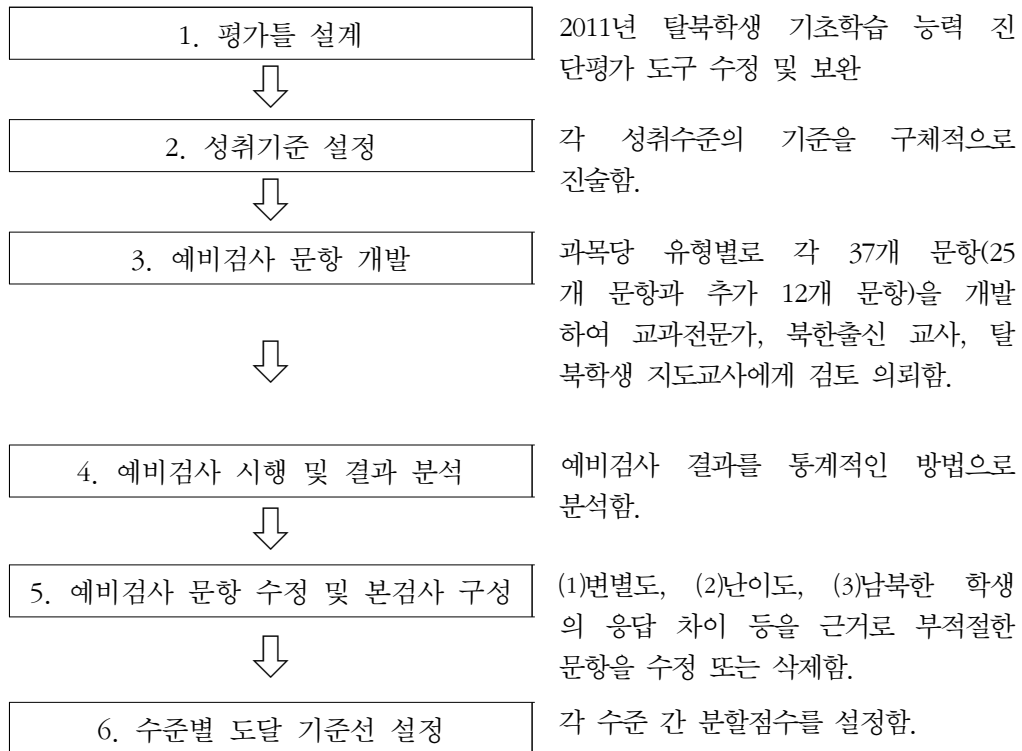 1. 평가틀 설계
2011년 탈북학생 기초학습 능력 진
단평가 도구 수정 및 보완
2. 성취기준 설정
각 성취수준의 기준을 구체적으로
진술함.
3. 예비검사 문항 개발
과목당 유형별로 각 37개 문항(25
개 문항과 추가 12개 문항)을 개발
하여 교과전문가, 북한출신 교사, 탈
북학생 지도교사에게 검토 의뢰함.
4. 예비검사 시행 및 결과 분석
예비검사 결과를 통계적인 방법으로
분석함.
5. 예비검사 문항 수정 및 본검사 구성
(1)변별도, (2)난이도, (3)남북한 학생
의 응답 차이 등을 근거로 부적절한
문항을 수정 또는 삭제함.
6. 수준별 도달 기준선 설정
각 수준 간 분할점수를 설정함.